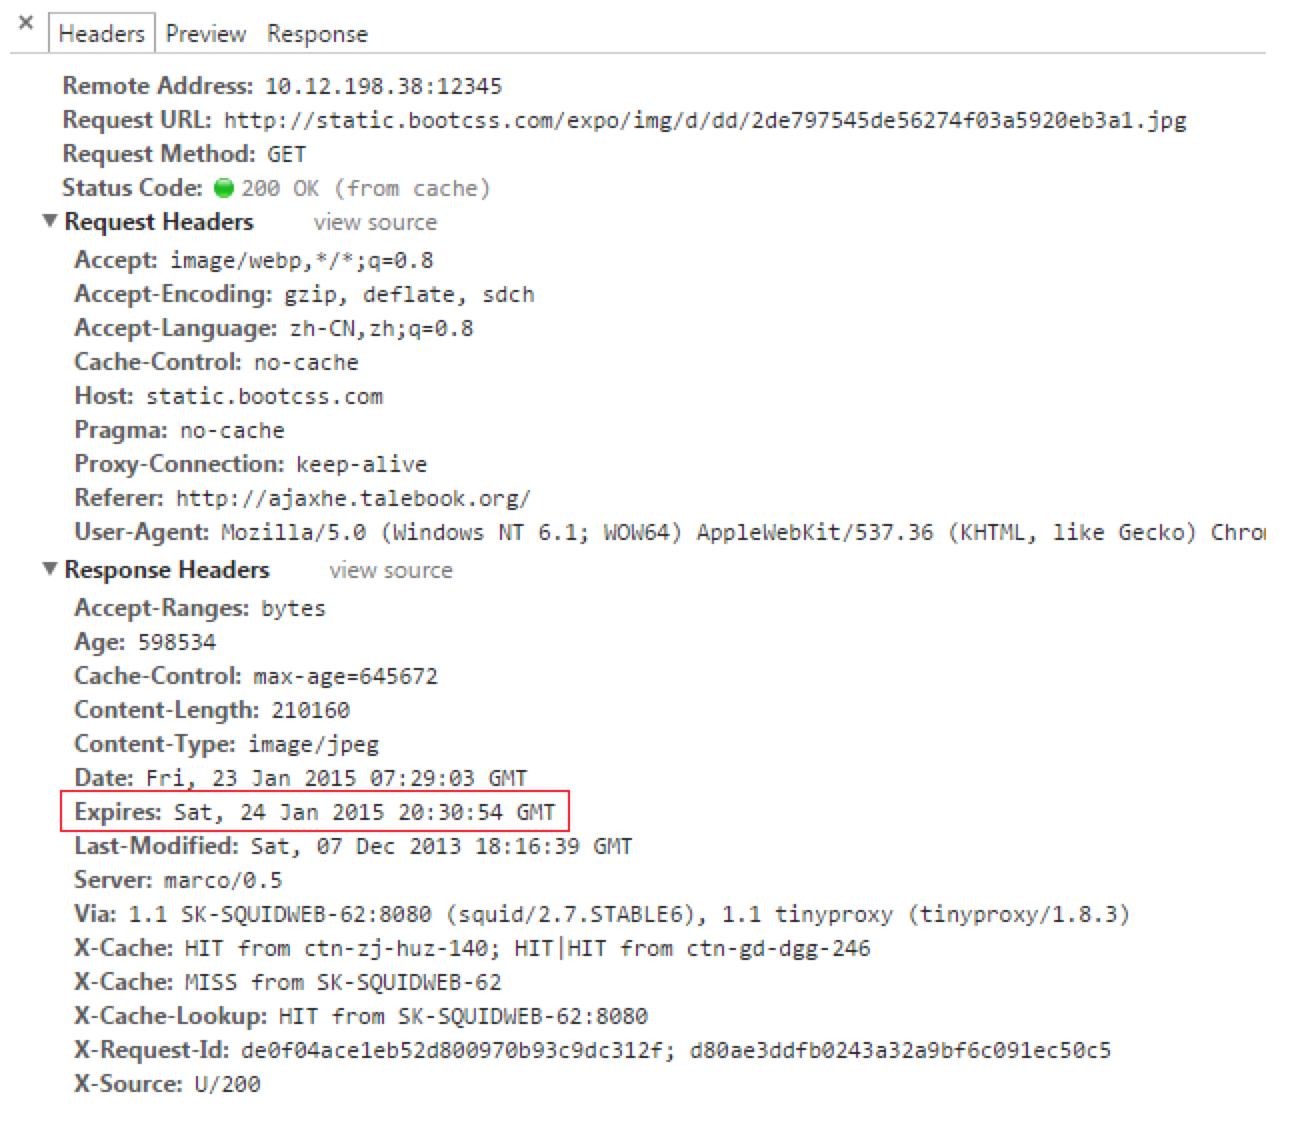 × Headers Preview Response
Remote Address: 10.12.198.38:12345
Request URL: http://static.bootcss.com/expo/img/d/dd/2de797545de56274f03a5920eb3a1.jpg
Request Method: GET
Status Code: 200 OK (from cache)
▼ Request Headers view source
Accept: image/webp,*/*;q=0.8
Accept-Encoding: gzip, deflate, sdch
Accept-Language: zh-CN,zh;q=0.8
Cache-Control: no-cache
Host: static.bootcss.com
Pragma: no-cache
Proxy-Connection: keep-alive
Referer: http://ajaxhe.talebook.org/
User-Agent: Mozilla/5.0 (Windows NT 6.1; WOW64) AppleWebKit/537.36 (KHTML, like Gecko) Chro
▼ Response Headers view source
Accept-Ranges: bytes
Age: 598534
Cache-Control: max-age=645672
Content-Length: 210160
Content-Type: image/jpeg
Date: Fri, 23 Jan 2015 07:29:03 GMT
Expires: Sat, 24 Jan 2015 20:30:54 GMT
Last-Modified: Sat, 07 Dec 2013 18:16:39 GMT
Server: marco/0.5
Via: 1.1 SK-SQUIDWEB-62:8080 (squid/2.7.STABLE6), 1.1 tinyproxy (tinyproxy/1.8.3)
X-Cache: HIT from ctn-zj-huz-140; HIT|HIT from ctn-gd-dgg-246
X-Cache: MISS from SK-SQUIDWEB-62
X-Cache-Lookup: HIT from SK-SQUIDWEB-62:8080
X-Request-Id: de0f04ace1eb52d800970b93c9dc312f; d80ae3ddfb0243a32a9bf6c091ec50c5
X-Source: U/200